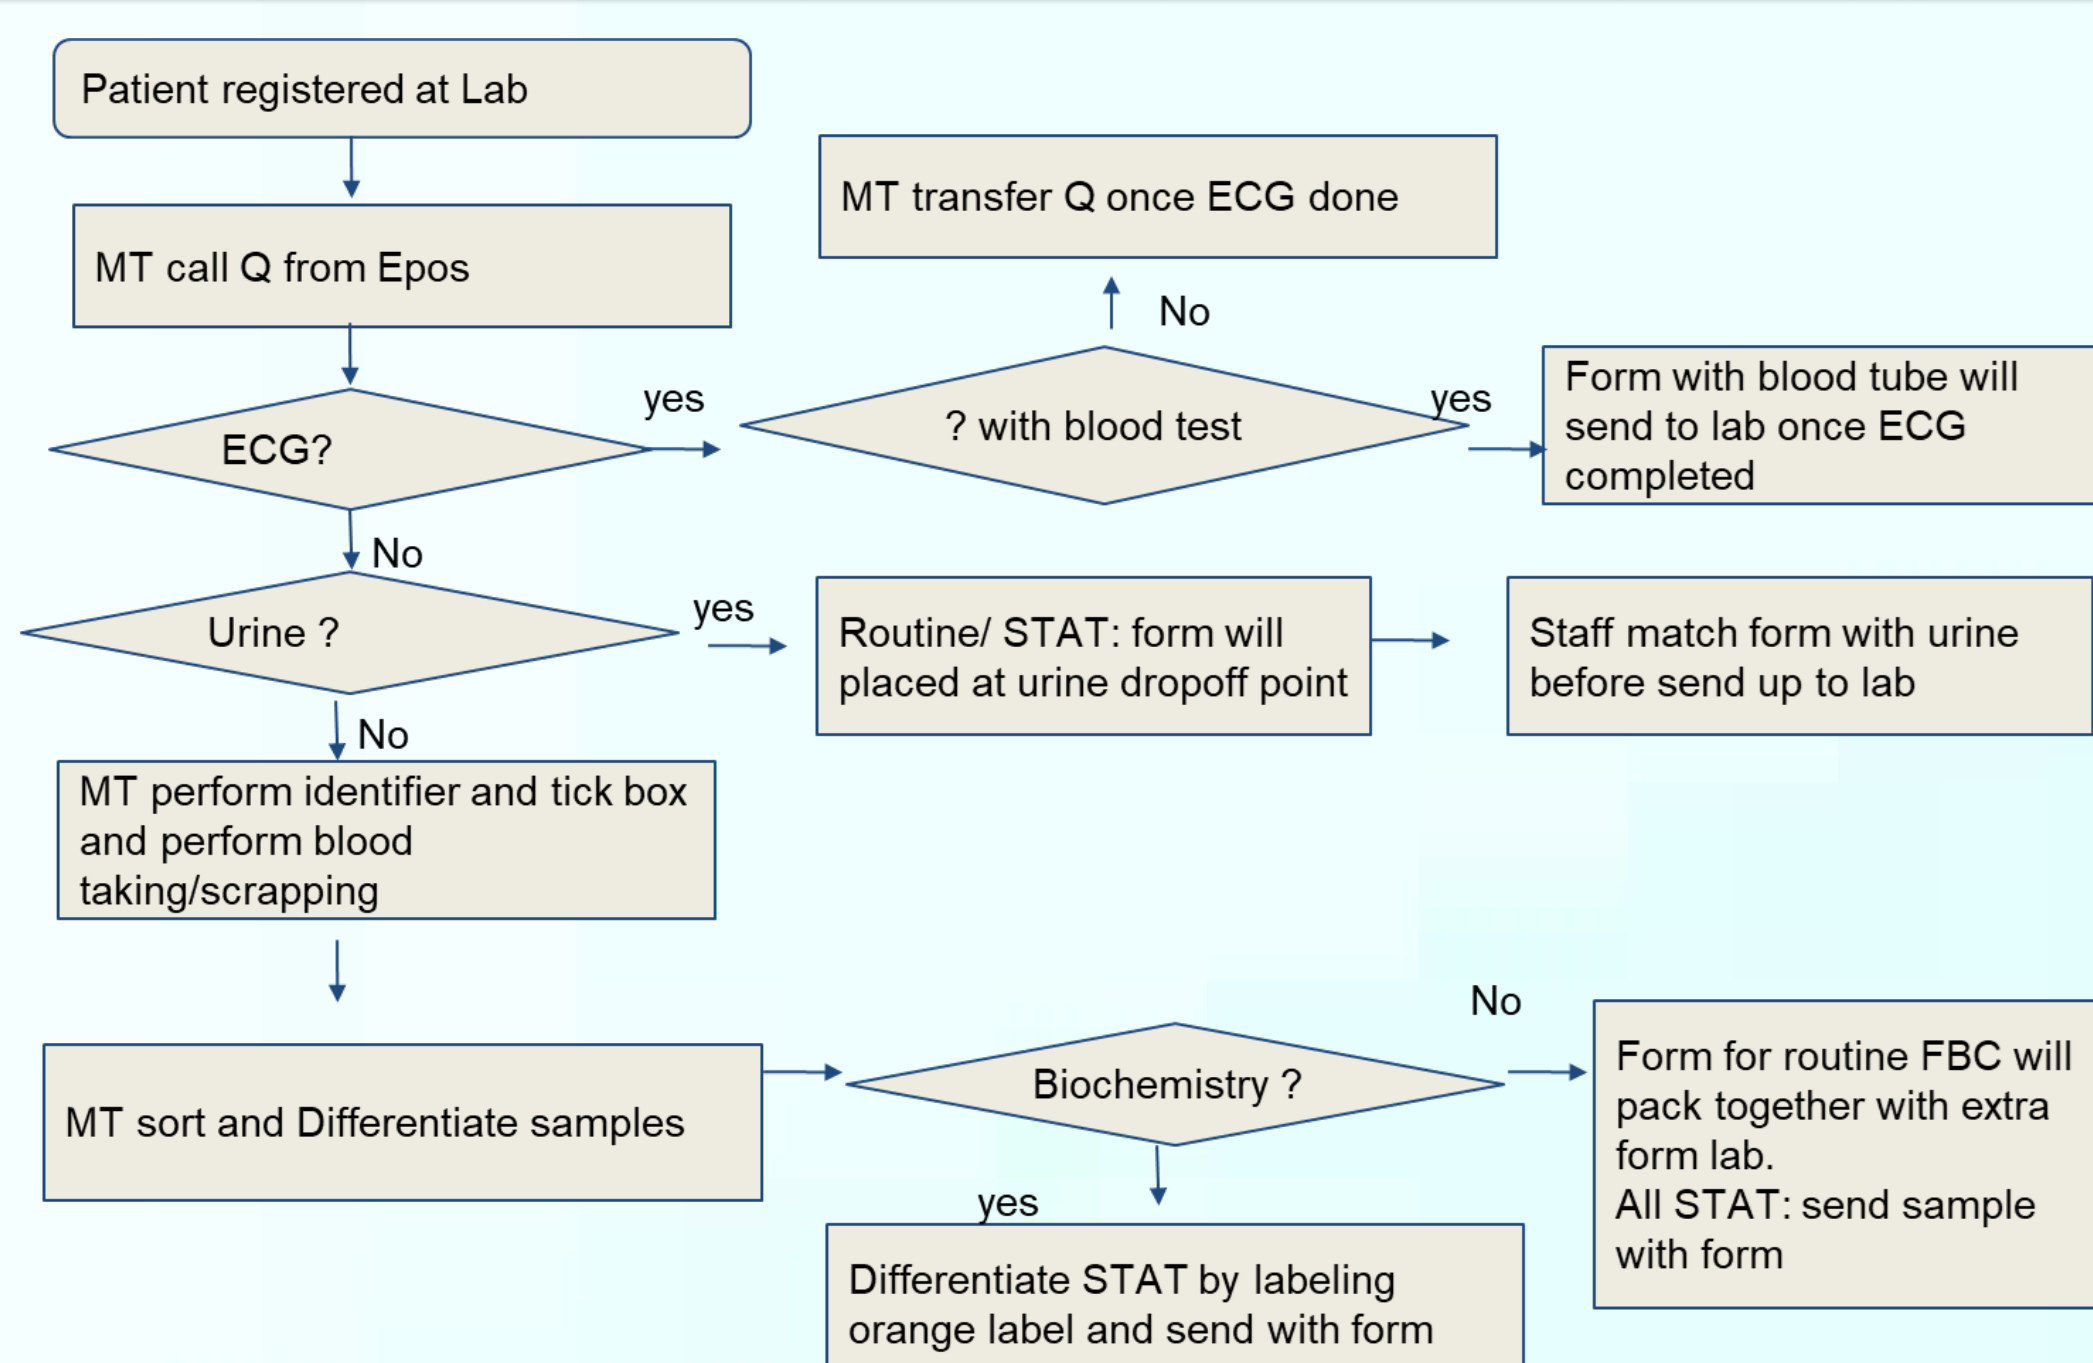 Patient registered at Lab
MT call Q from Epos
MT transfer Q once ECG done
No
ECG?
yes
? with blood test
yes
Form with blood tube will
send to lab once ECG
completed
No
Urine ?
yes
Routine/ STAT: form will
placed at urine dropoff point
Staff match form with urine
before send up to lab
No
MT perform identifier and tick box
and perform blood
taking/scrapping
MT sort and Differentiate samples
Biochemistry ?
No
Form for routine FBC will
pack together with extra
form lab.
All STAT: send sample
with form
yes
Differentiate STAT by labeling
orange label and send with form